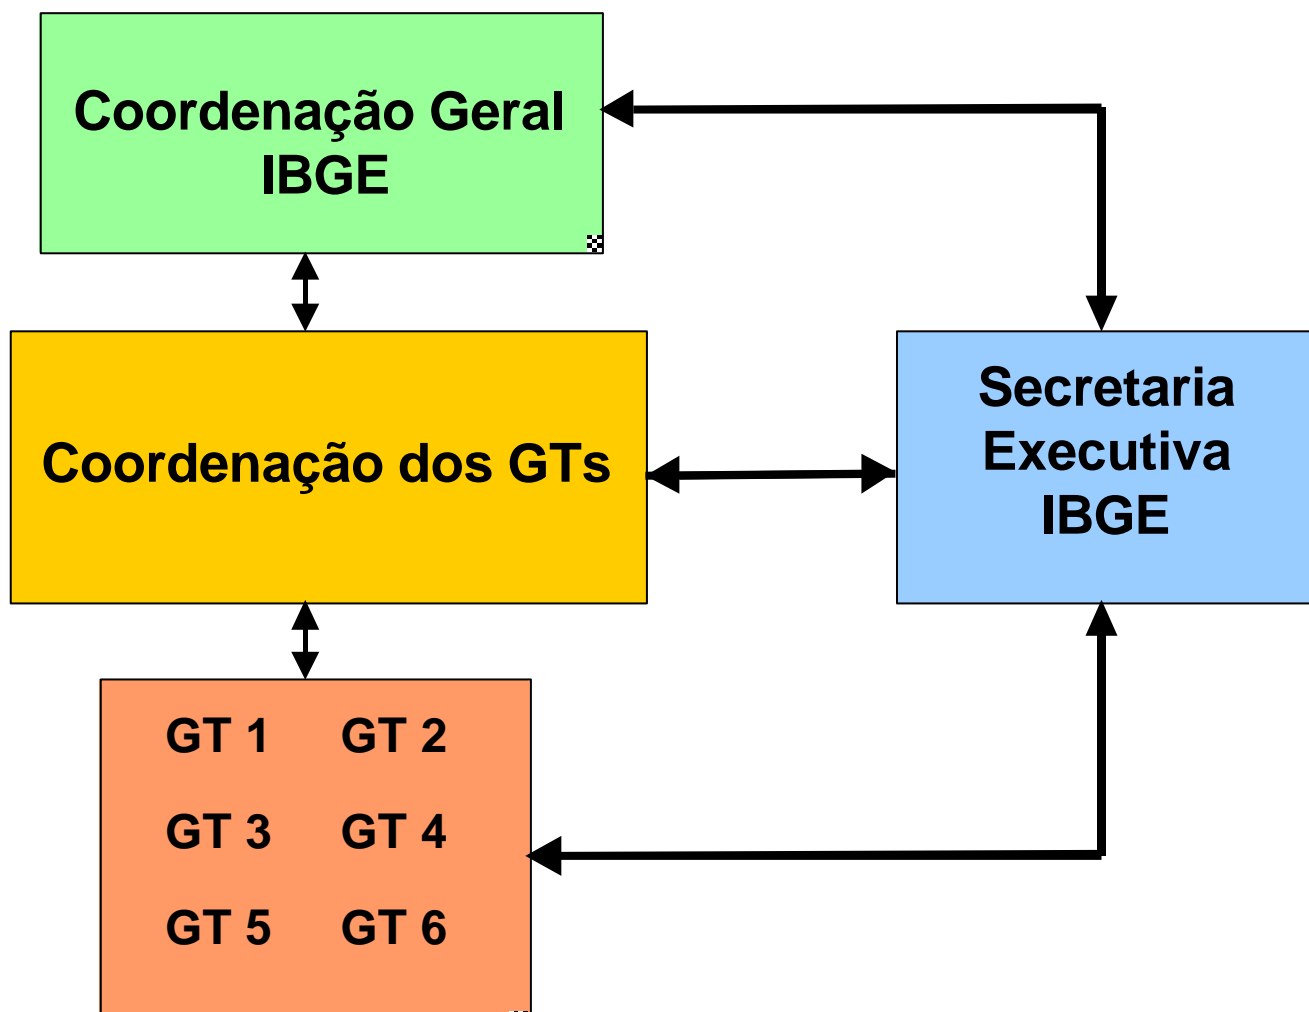 Coordenação Geral
IBGE
Coordenação dos GTs
Secretaria
Executiva
IBGE
GT 1 GT 2
GT 3 GT 4
GT 5 GT 6